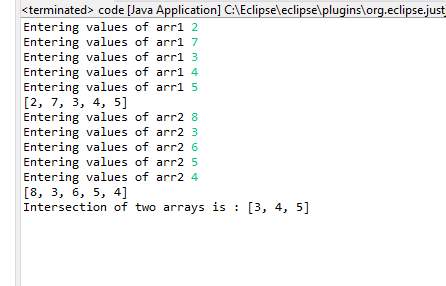 <terminated> code [Java Application] C:\Eclipse\eclipse\plugins\org.eclipse.just
Entering values of arr1 2
Entering values of arr1 7
Entering values of arr1 3
Entering values of arr1 4
Entering values of arr1 5
[2, 7, 3, 4, 5]
Entering values of arr2 8
Entering values of arr2 3
Entering values of arr2 6
Entering values of arr2 5
Entering values of arr2 4
[8, 3, 6, 5, 4]
Intersection of two arrays is : [3, 4, 5]